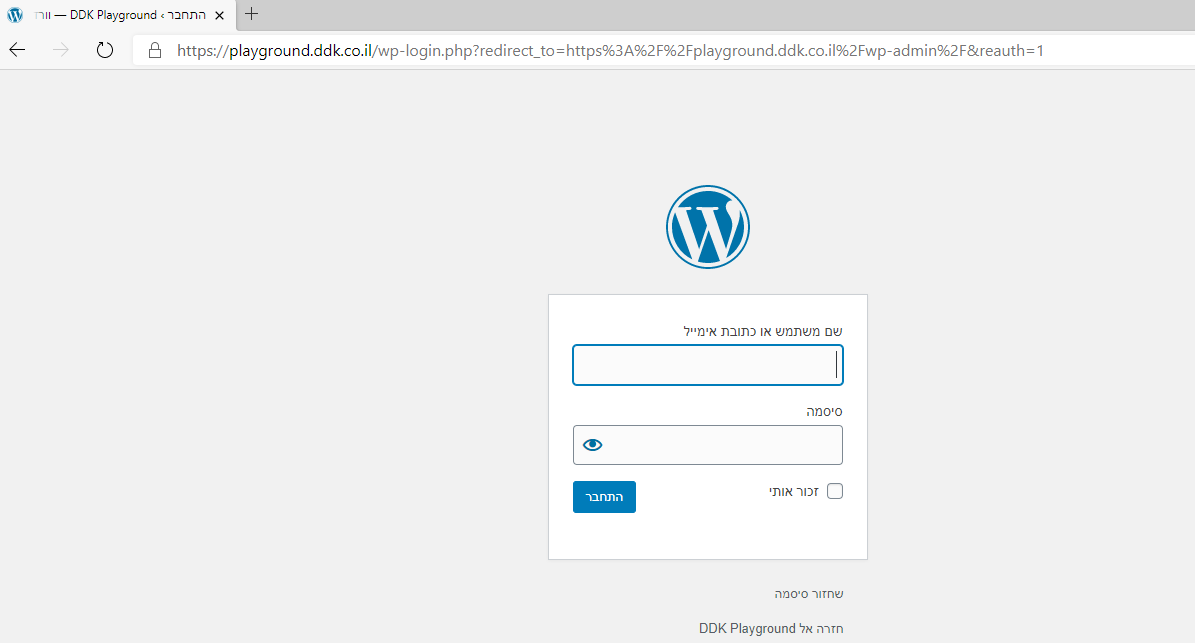 התחבר ‹ DDK Playground — וורד
https://playground.ddk.co.il/wp-login.php?redirect_to=https%3A%2F%2Fplayground.ddk.co.il%2Fwp-admin%2F&reauth=1
שם משתמש או כתובת אימייל
סיסמה
זכור אותי
התחבר
שחזור סיסמה
חזרה אל DDK Playground